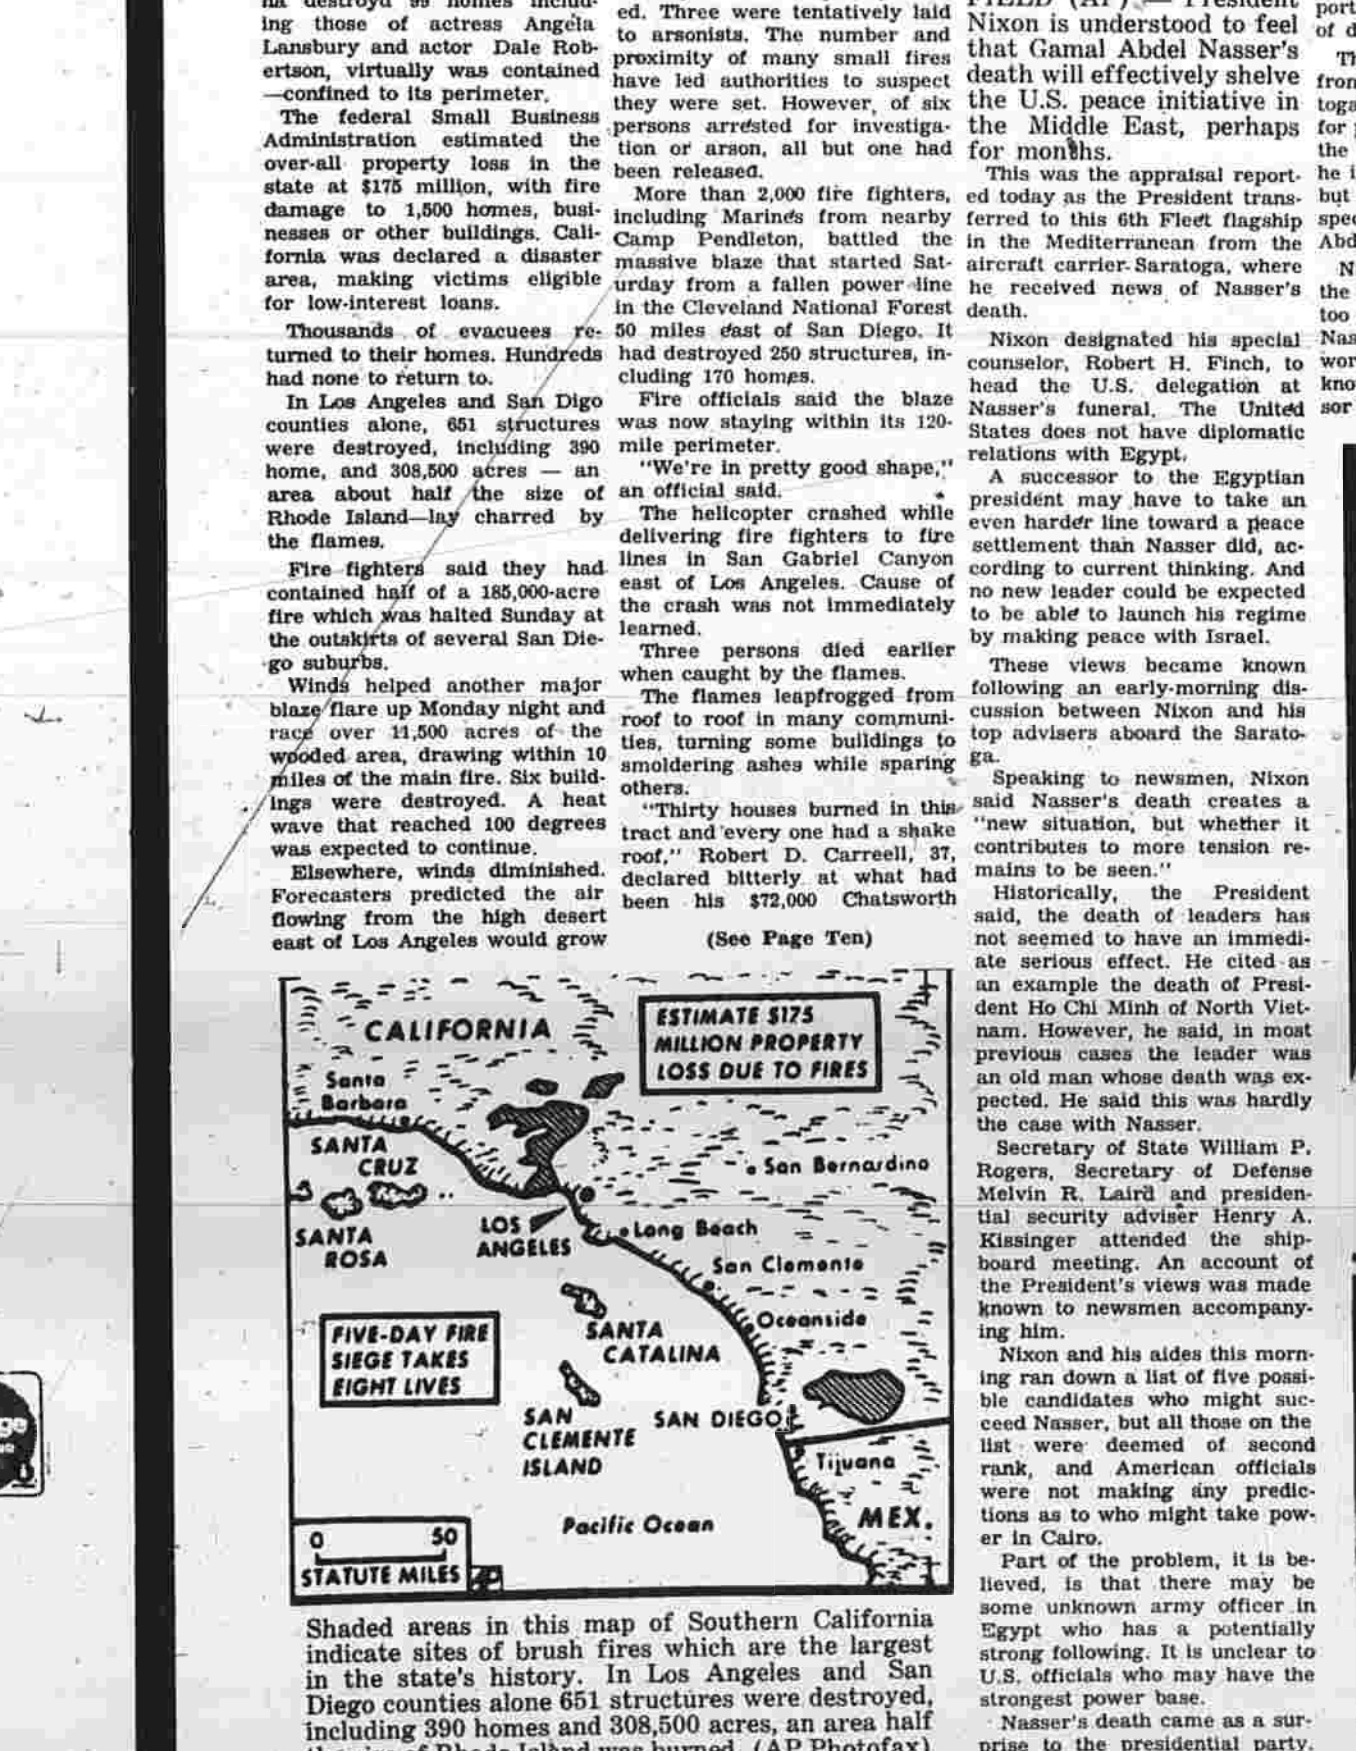 ing those of actress Angela
Lansbury and actor Dale Rob-
ertson, virtually was contained
—confined to its perimeter.
The federal Small Business
Administration estimated the
over-all property loss in the
state at $175 million, with fire
damage to 1,500 homes, busi-
nesses or other buildings. Cali-
fornia was declared a disaster
area, making victims eligible
for low-interest loans.
Thousands of evacuees re-
turned to their homes. Hundreds
had none to return to.
In Los Angeles and San Digo
counties alone, 651 structures
were destroyed, including 390
home, and 308,500 acres — an
area about half the size of
Rhode Island—lay charred by
the flames.
Fire fighters said they had
contained half of a 185,000-acre
fire which was halted Sunday at
the outskirts of several San Die-
go suburbs.
Winds helped another major
blaze flare up Monday night and
race over 11,500 acres of the
wooded area, drawing within 10
miles of the main fire. Six build-
ings were destroyed. A heat
wave that reached 100 degrees
was expected to continue.
Elsewhere, winds diminished.
Forecasters predicted the air
flowing from the high desert
east of Los Angeles would grow
ed. Three were tentatively laid
to arsonists. The number and
proximity of many small fires
have led authorities to suspect
they were set. However, of six
persons arrested for investiga-
tion or arson, all but one had
been released.
More than 2,000 fire fighters,
including Marines from nearby
Camp Pendleton, battled the
massive blaze that started Sat-
urday from a fallen power line
in the Cleveland National Forest
50 miles east of San Diego. It
had destroyed 250 structures, in-
cluding 170 homes.
Fire officials said the blaze
was now staying within its 120-
mile perimeter.
"We're in pretty good shape,"
an official said.
The helicopter crashed while
delivering fire fighters to fire
lines in San Gabriel Canyon
east of Los Angeles. Cause of
the crash was not immediately
learned.
Three persons died earlier
when caught by the flames.
The flames leapfrogged from
roof to roof in many communi-
ties, turning some buildings to
smoldering ashes while sparing
others.
"Thirty houses burned in this
tract and every one had a shake
roof," Robert D. Carreell, 37,
declared bitterly at what had
been his $72,000 Chatsworth
(See Page Ten)
CALIFORNIA
ESTIMATE $175
MILLION PROPERTY
LOSS DUE TO FIRES
Santa
Barbara
SANTA
CRUZ
San Bernardino
SANTA
ROSA
LOS
ANGELES
Long Beach
San Clemente
Oceanside
SANTA
CATALINA
FIVE-DAY FIRE
SIEGE TAKES
EIGHT LIVES
SAN
CLEMENTE
ISLAND
SAN DIEGO
Tijuana
MEX.
Pacific Ocean
0 50
STATUTE MILES
Shaded areas in this map of Southern California
indicate sites of brush fires which are the largest
in the state's history. In Los Angeles and San
Diego counties alone 651 structures were destroyed,
including 390 homes and 308,500 acres, an area half
Nixon is understood to feel
that Gamal Abdel Nasser's
death will effectively shelve
the U.S. peace initiative in
the Middle East, perhaps
for months.
This was the appraisal report-
ed today as the President trans-
ferred to this 6th Fleet flagship
in the Mediterranean from the
aircraft carrier Saratoga, where
he received news of Nasser's
death.
Nixon designated his special
counselor, Robert H. Finch, to
head the U.S. delegation at
Nasser's funeral. The United
States does not have diplomatic
relations with Egypt.
A successor to the Egyptian
president may have to take an
even harder line toward a peace
settlement than Nasser did, ac-
cording to current thinking. And
no new leader could be expected
to be able to launch his regime
by making peace with Israel.
These views became known
following an early-morning dis-
cussion between Nixon and his
top advisers aboard the Sarato-
ga.
Speaking to newsmen, Nixon
said Nasser's death creates a
"new situation, but whether it
contributes to more tension re-
mains to be seen."
Historically, the President
said, the death of leaders has
not seemed to have an immedi-
ate serious effect. He cited as
an example the death of Presi-
dent Ho Chi Minh of North Viet-
nam. However, he said, in most
previous cases the leader was
an old man whose death was ex-
pected. He said this was hardly
the case with Nasser.
Secretary of State William P.
Rogers, Secretary of Defense
Melvin R. Laird and presiden-
tial security adviser Henry A.
Kissinger attended the ship-
board meeting. An account of
the President's views was made
known to newsmen accompany-
ing him.
Nixon and his aides this morn-
ing ran down a list of five possi-
ble candidates who might suc-
ceed Nasser, but all those on the
list were deemed of second
rank, and American officials
were not making any predic-
tions as to who might take pow-
er in Cairo.
Part of the problem, it is be-
lieved, is that there may be
some unknown army officer in
Egypt who has a potentially
strong following. It is unclear to
U.S. officials who may have the
strongest power base.
Nasser's death came as a sur-
prise to the presidential party.